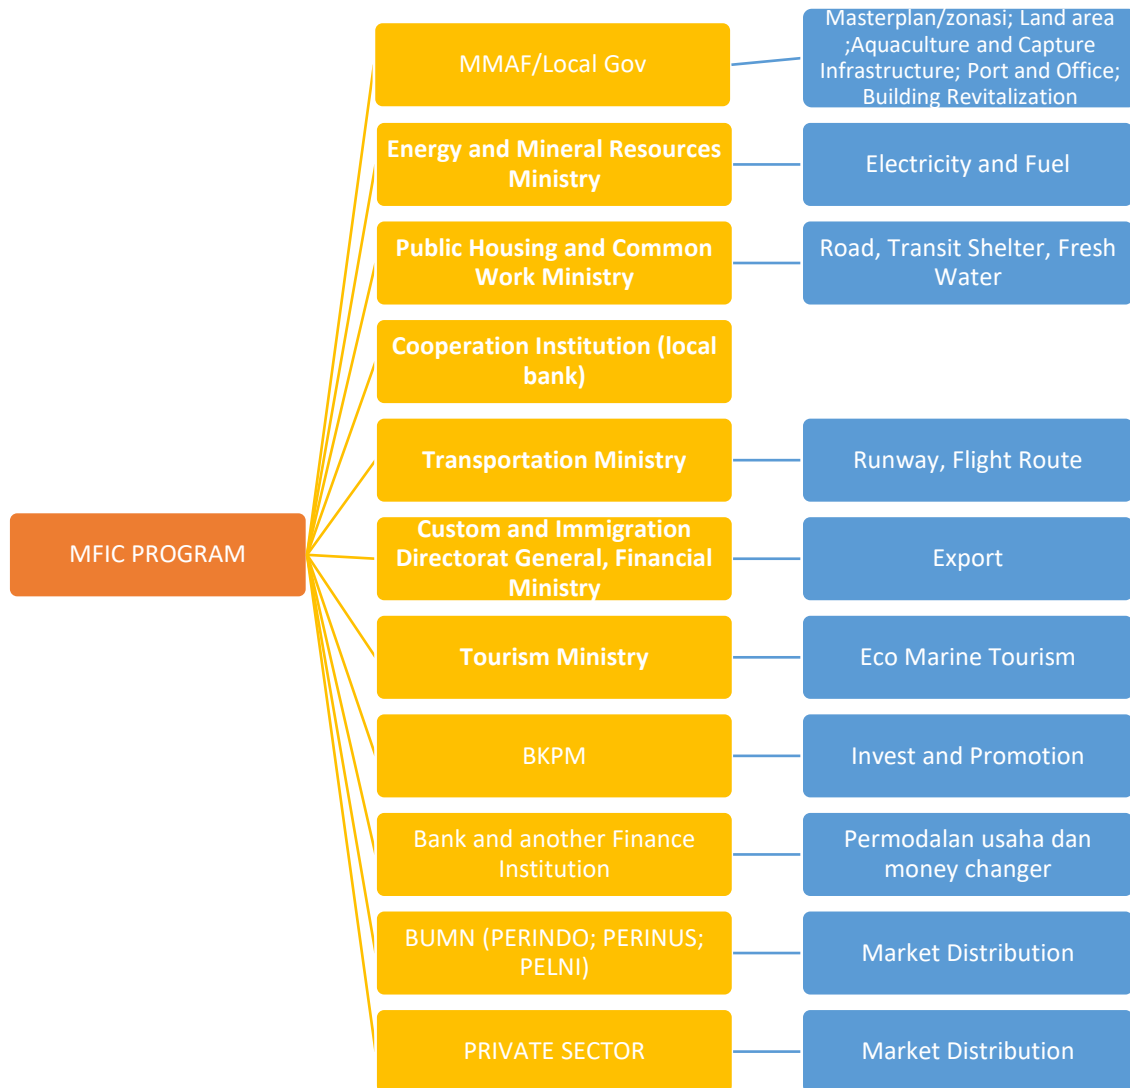 MFIC PROGRAM
MMAF/Local Gov
Masterplan/zonasi; Land area
;Aquaculture and Capture
Infrastructure; Port and Office;
Building Revitalization
Energy and Mineral Resources
Ministry
Electricity and Fuel
Public Housing and Common
Work Ministry
Road, Transit Shelter, Fresh
Water
Cooperation Institution (local
bank)
Transportation Ministry
Runway, Flight Route
Custom and Immigration
Directorat General, Financial
Ministry
Export
Tourism Ministry
Eco Marine Tourism
BKPM
Invest and Promotion
Bank and another Finance
Institution
Permodalan usaha dan
money changer
BUMN (PERINDO; PERINUS;
PELNI)
Market Distribution
PRIVATE SECTOR
Market Distribution